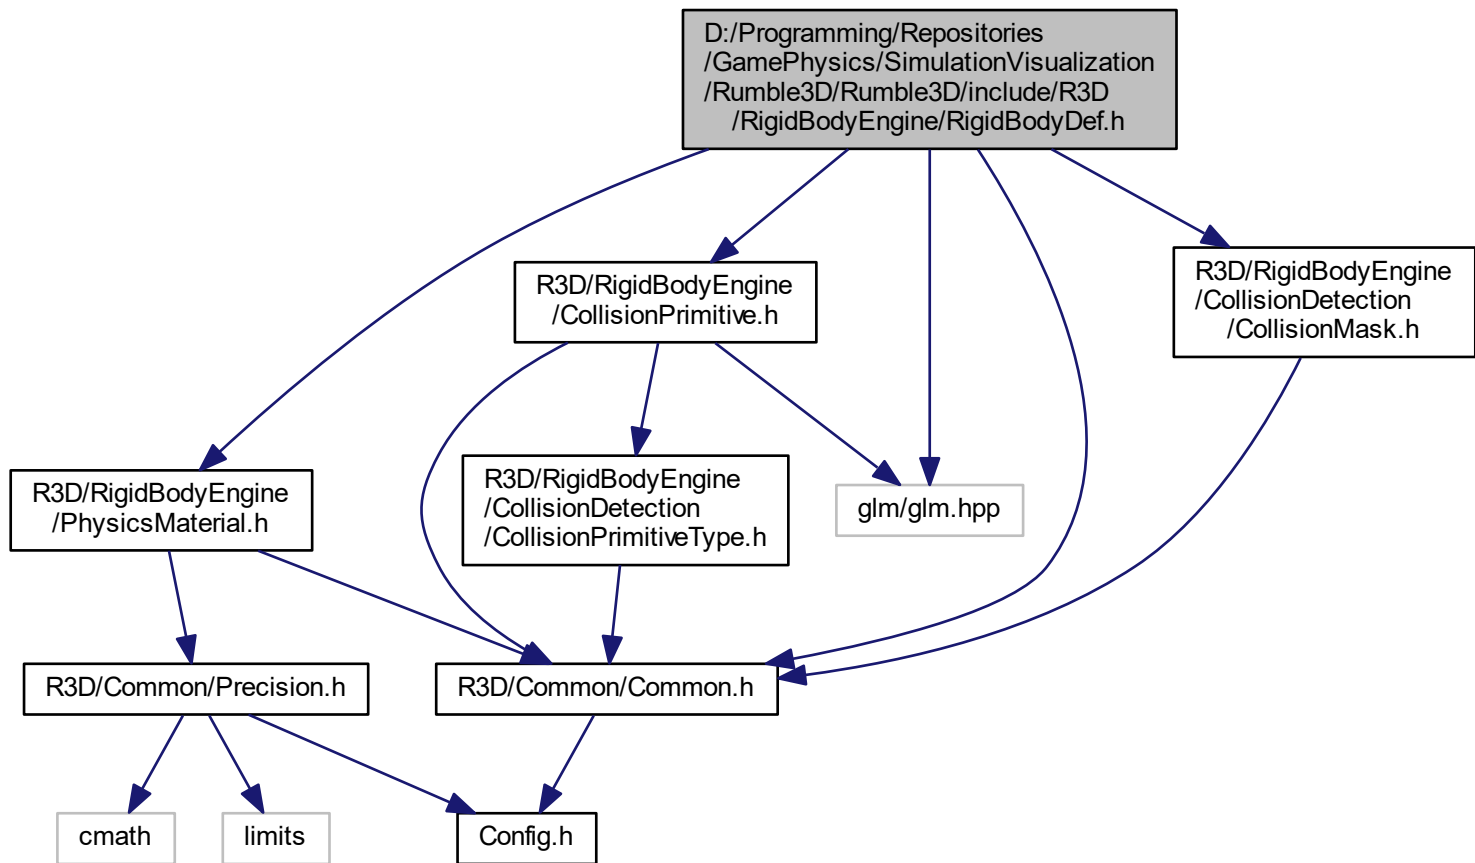 D:/Programming/Repositories
/GamePhysics/SimulationVisualization
/Rumble3D/Rumble3D/include/R3D
/RigidBodyEngine/RigidBodyDef.h
R3D/RigidBodyEngine
/CollisionPrimitive.h
R3D/RigidBodyEngine
/CollisionDetection
/CollisionMask.h
R3D/RigidBodyEngine
/PhysicsMaterial.h
R3D/RigidBodyEngine
/CollisionDetection
/CollisionPrimitiveType.h
glm/glm.hpp
R3D/Common/Precision.h
R3D/Common/Common.h
cmath
limits
Config.h